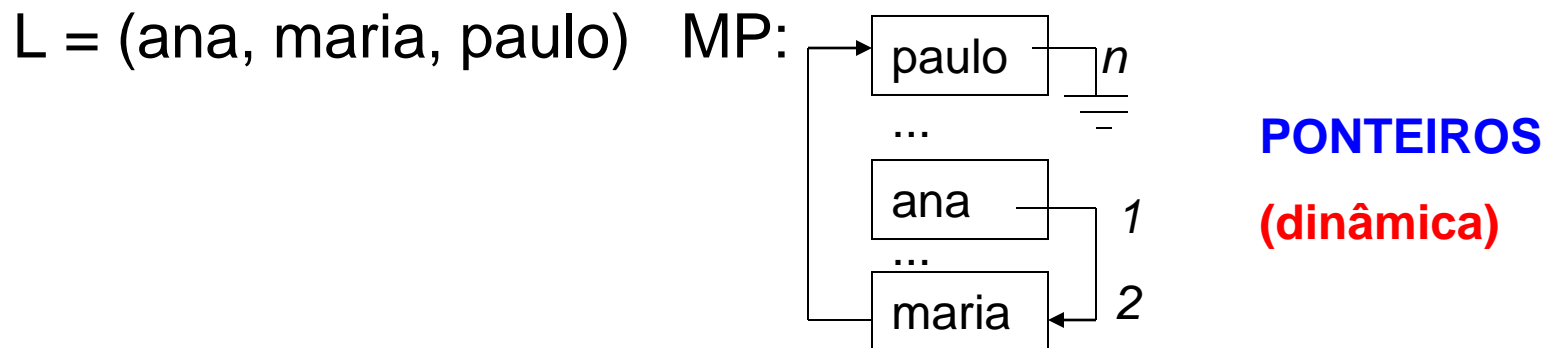 L = (ana, maria, paulo) MP:
paulo n
...
ana 1
...
maria 2
PONTEIROS
(dinâmica)